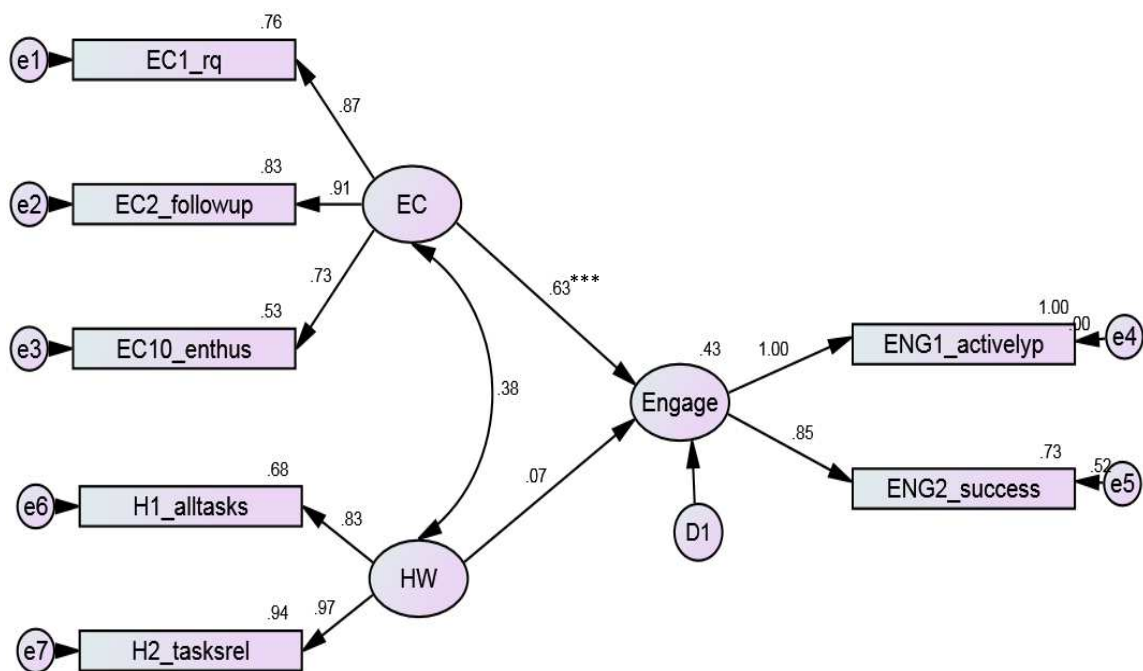 .76
e1
EC1_rq
.87
.83
e2
EC2_followup
.91
EC
.73
.53
e3
EC10_enthus
.63***
.38
1.00
.00
ENG1_activelyp
e4
1.00
.43
Engage
.85
.73
.52
ENG2_success
e5
.07
D1
.68
e6
H1_alltasks
.83
HW
.97
.94
e7
H2_tasksrel